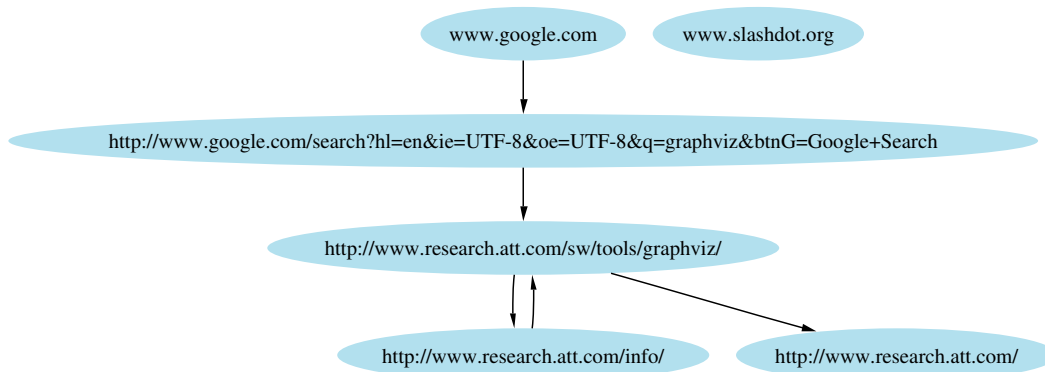 www.google.com
www.slashdot.org
http://www.google.com/search?hl=en&ie=UTF-8&oe=UTF-8&q=graphviz&btnG=Google+Search
http://www.research.att.com/sw/tools/graphviz/
http://www.research.att.com/info/
http://www.research.att.com/